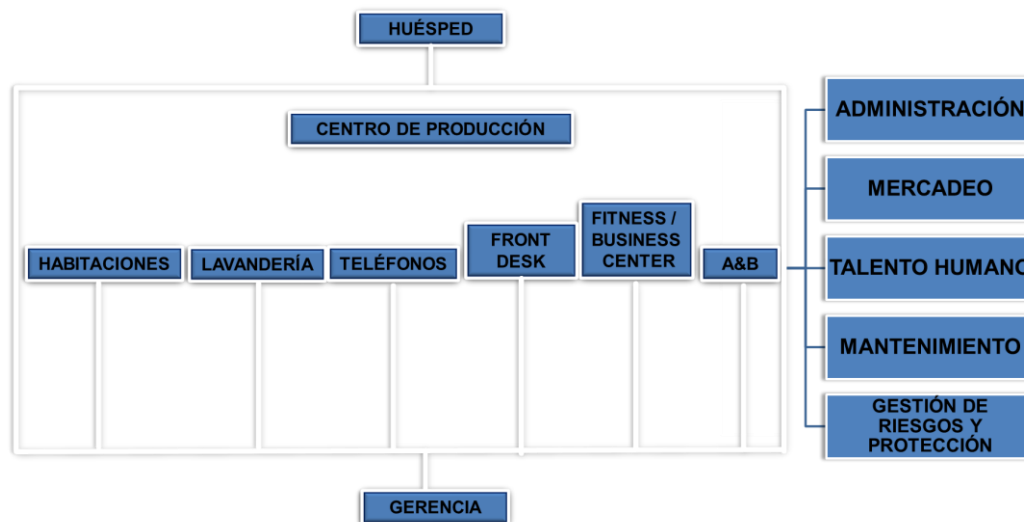 HUÉSPED
CENTRO DE PRODUCCIÓN
HABITACIONES
LAVANDERÍA
TELÉFONOS
FRONT
DESK
FITNESS /
BUSINESS
CENTER
A&B
ADMINISTRACIÓN
MERCADEO
TALENTO HUMANO
MANTENIMIENTO
GESTIÓN DE
RIESGOS Y
PROTECCIÓN
GERENCIA